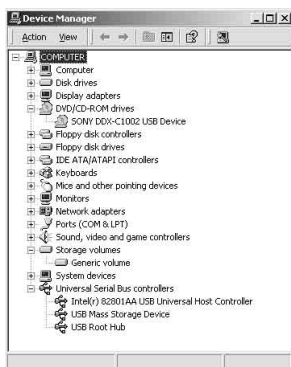 Device Manager
Action View
COMPUTER
Computer
Disk drives
Display adapters
DVD/CD-ROM drives
SONY DDX-C1002 USB Device
Floppy disk controllers
Floppy disk drives
IDE ATA/ATAPI controllers
Keyboards
Mice and other pointing devices
Monitors
Network adapters
Ports (COM & LPT)
Sound, video and game controllers
Storage volumes
Generic volume
System devices
Universal Serial Bus controllers
Intel(r) 82801AA USB Universal Host Controller
USB Mass Storage Device
USB Root Hub